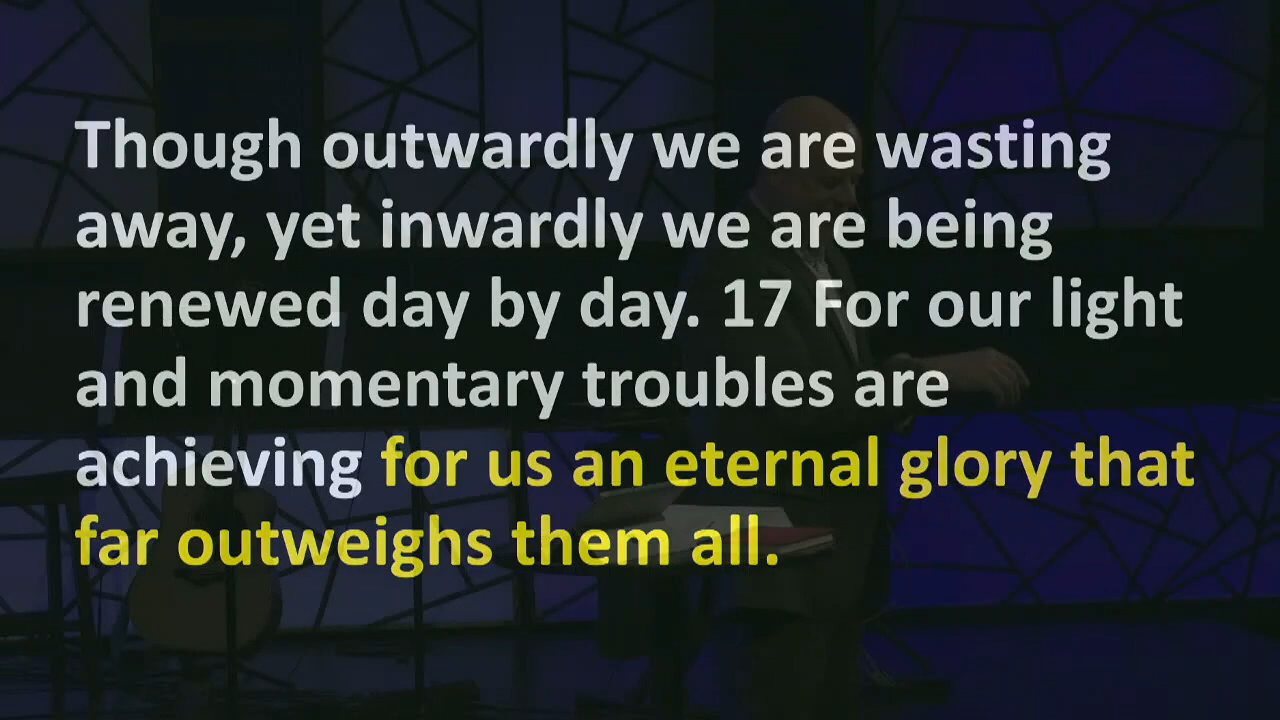 Though outwardly we are wasting
away, yet inwardly we are being
renewed day by day. 17 For our light
and momentary troubles are
achieving for us an eternal glory that
far outweighs them all.